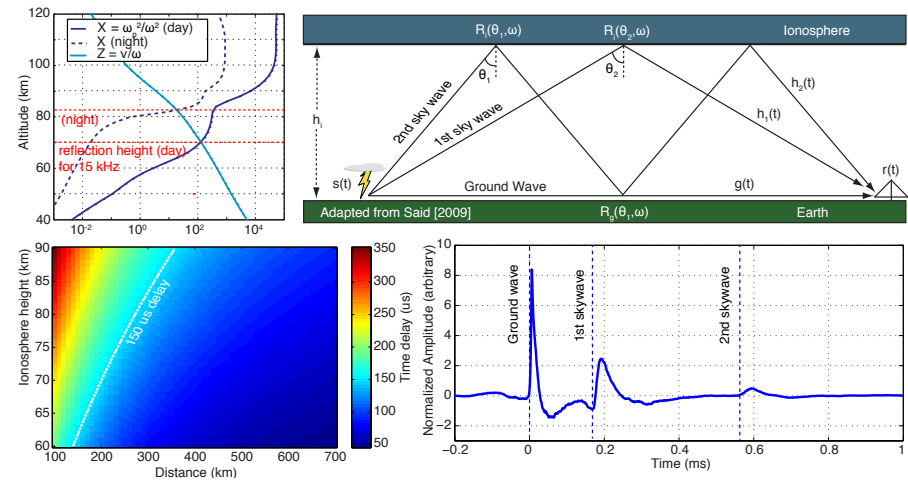 X = ωp²/ω² (day)
X (night)
Z = ν/ω
Altitude (km)
120
100
80
60
40
(night)
reflection height (day)
for 15 kHz
10⁻² 10⁰ 10² 10⁴
Ri(θ1,ω)
Ri(θ2,ω)
Ionosphere
θ1
θ2
hi
2nd sky wave
1st sky wave
h2(t)
h1(t)
s(t)
r(t)
Ground Wave
g(t)
Adapted from Said [2009]
Rg(θ1,ω)
Earth
Ionosphere height (km)
90
85
80
75
70
65
60
150 us delay
100 200 300 400 500 600 700
Distance (km)
350
300
250
200
150
100
50
Time delay (us)
Normalized Amplitude (arbitrary)
10
8
6
4
2
0
−2
Ground wave
1st skywave
2nd skywave
−0.2 0 0.2 0.4 0.6 0.8 1
Time (ms)